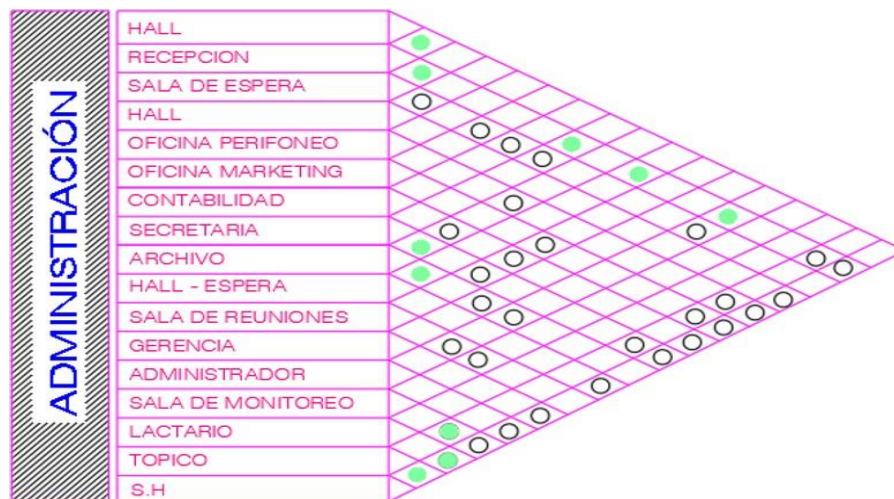 ADMINISTRACIÓN
HALL
RECEPCION
SALA DE ESPERA
HALL
OFICINA PERIFONEO
OFICINA MARKETING
CONTABILIDAD
SECRETARIA
ARCHIVO
HALL - ESPERA
SALA DE REUNIONES
GERENCIA
ADMINISTRADOR
SALA DE MONITOREO
LACTARIO
TOPICO
S.H